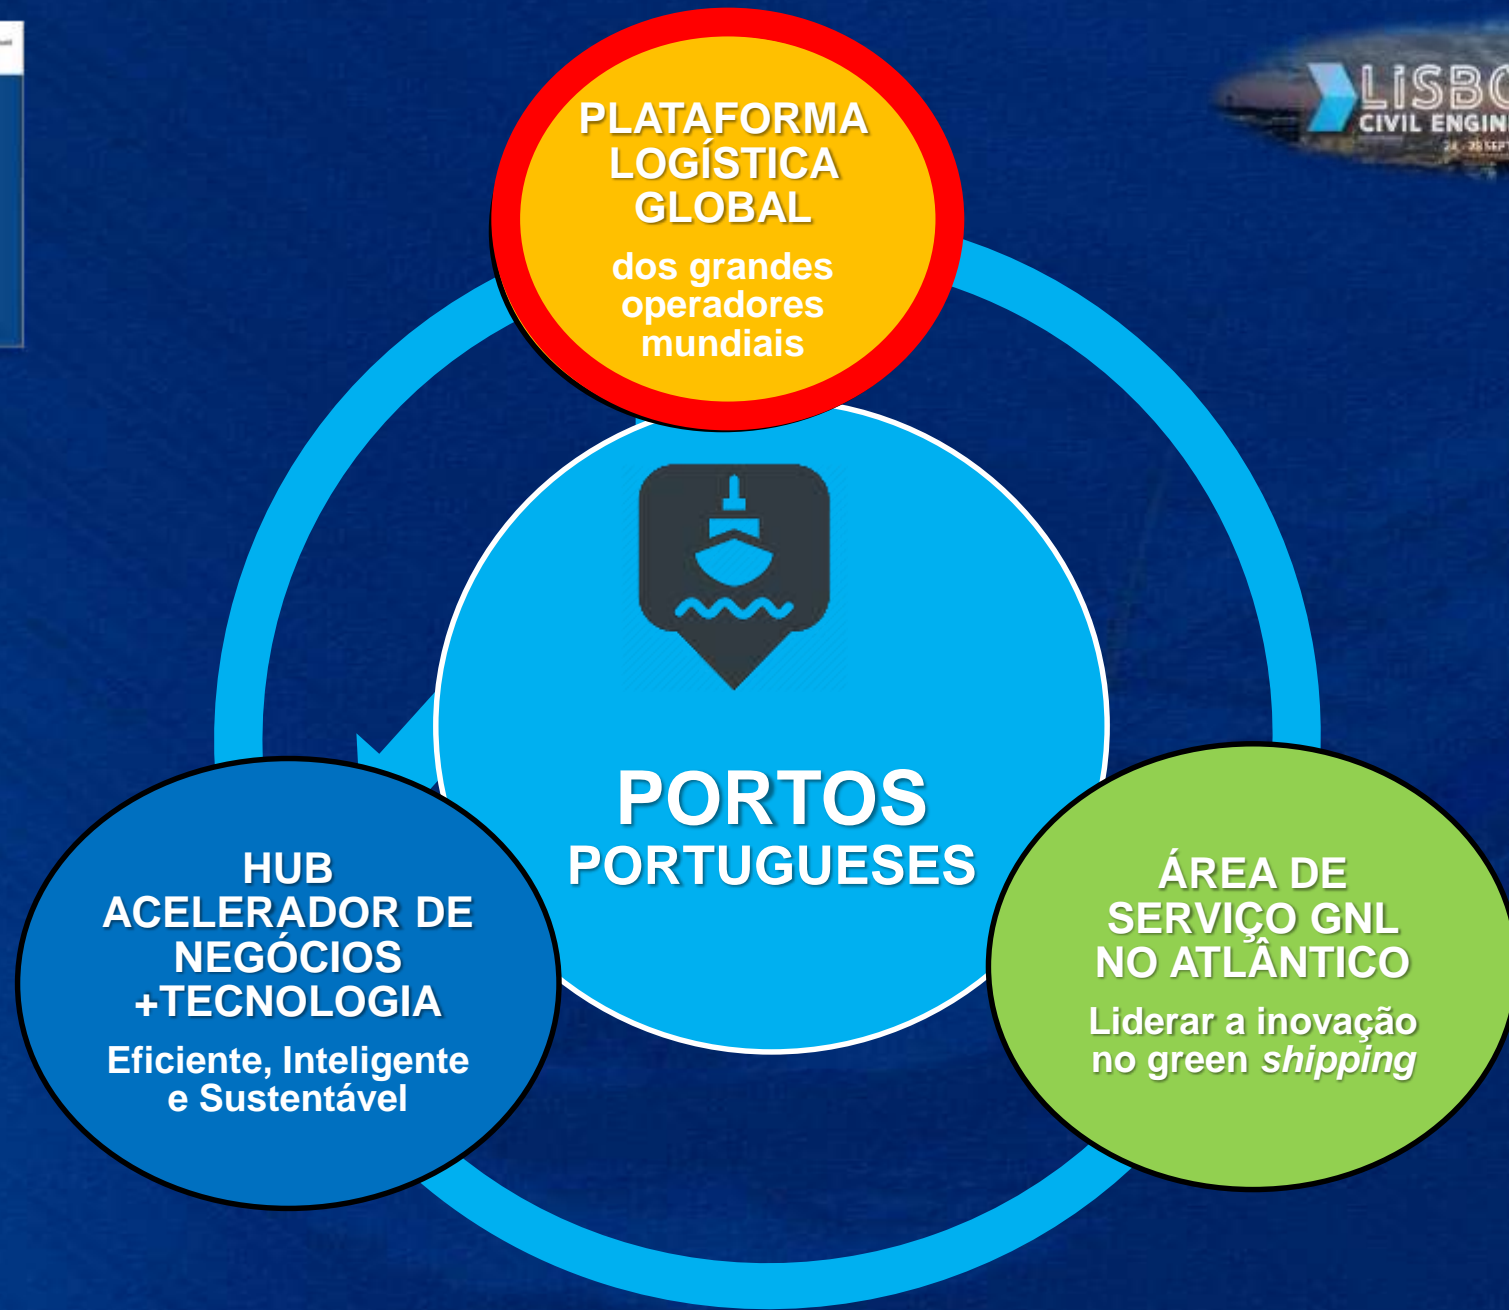 PLATAFORMA
LOGÍSTICA
GLOBAL
dos grandes
operadores
mundiais
PORTOS
PORTUGUESES
HUB
ACELERADOR DE
NEGÓCIOS
+TECNOLOGIA
Eficiente, Inteligente
e Sustentável
ÁREA DE
SERVIÇO GNL
NO ATLÂNTICO
Liderar a inovação
no green shipping
CIVIL